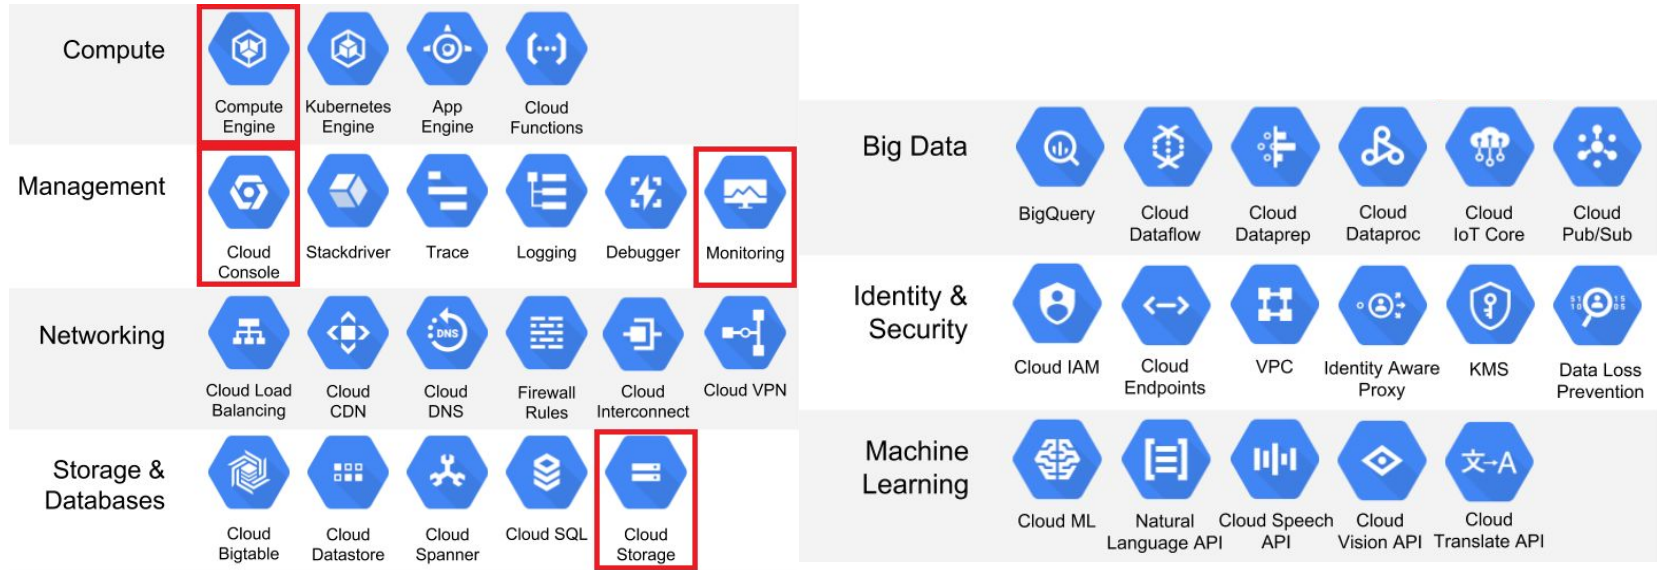 Compute
Compute
Engine
Kubernetes
Engine
App
Engine
Cloud
Functions
Management
Cloud
Console
Stackdriver
Trace
Logging
Debugger
Monitoring
Networking
DNS
Cloud Load
Balancing
Cloud
CDN
Cloud
DNS
Firewall
Rules
Cloud
Interconnect
Cloud VPN
Storage &
Databases
Cloud
Bigtable
Cloud
Datastore
Cloud
Spanner
Cloud SQL
Cloud
Storage
Big Data
BigQuery
Cloud
Dataflow
Cloud
Dataprep
Cloud
Dataproc
Cloud
IoT Core
Cloud
Pub/Sub
Identity &
Security
Cloud IAM
Cloud
Endpoints
VPC
Identity Aware
Proxy
KMS
Data Loss
Prevention
Machine
Learning
文→A
Cloud ML
Natural
Language API
Cloud Speech
API
Cloud
Vision API
Cloud
Translate API